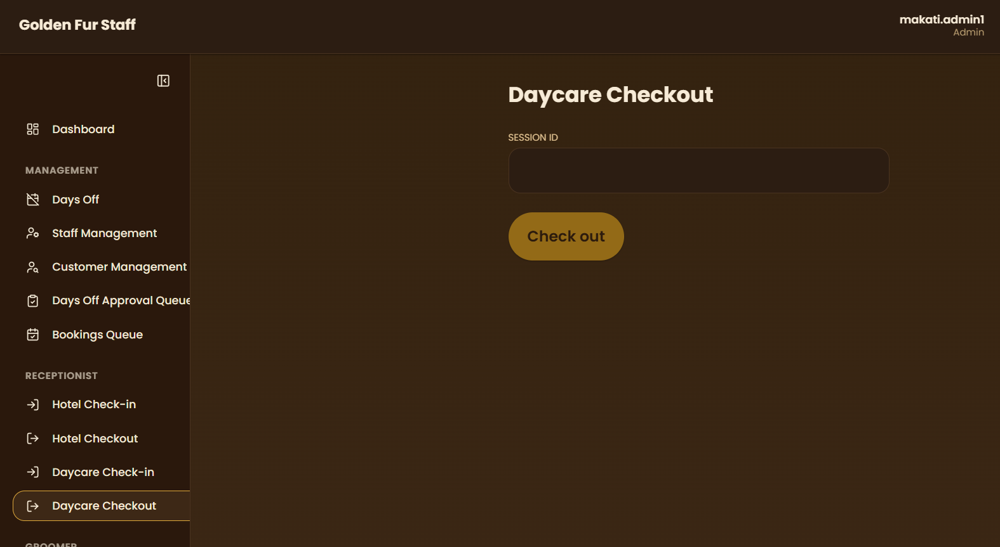 Golden Fur Staff
makati.admin1
Admin
Dashboard
MANAGEMENT
Days Off
Staff Management
Customer Management
Days Off Approval Queue
Bookings Queue
RECEPTIONIST
Hotel Check-in
Hotel Checkout
Daycare Check-in
Daycare Checkout
GROOMER
Daycare Checkout
SESSION ID
Check out